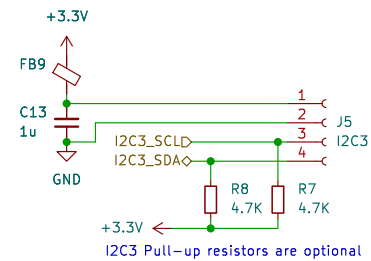 +3.3V
FB9
C13
1u
GND
1
2
3
4
J5
I2C3
I2C3_SCL
I2C3_SDA
R8
4.7K
R7
4.7K
+3.3V
I2C3 Pull-up resistors are optional